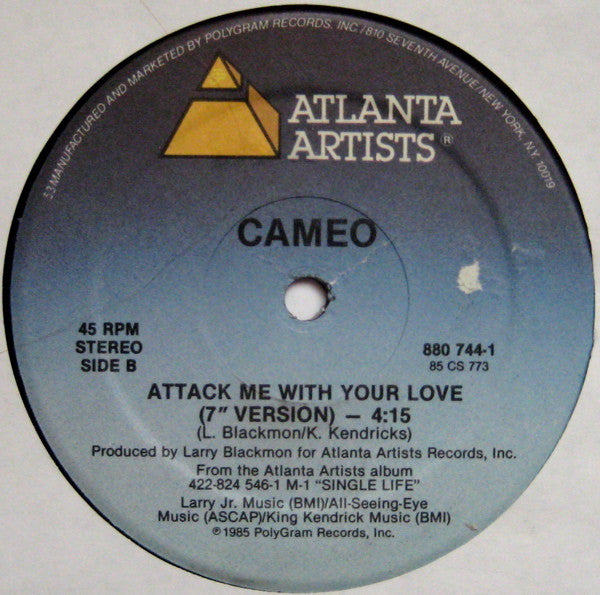 53 MANUFACTURED AND MARKETED BY POLYGRAM RECORDS, INC./810 SEVENTH AVENUE/NEW YORK, NY 10019
ATLANTA
ARTISTS®
CAMEO
45 RPM
STEREO
SIDE B
880 744-1
85 CS 773
ATTACK ME WITH YOUR LOVE
(7" VERSION) — 4:15
(L. Blackmon/K. Kendricks)
Produced by Larry Blackmon for Atlanta Artists Records, Inc.
From the Atlanta Artists album
422-824 546-1 M-1 "SINGLE LIFE"
Larry Jr. Music (BMI)/All-Seeing-Eye
Music (ASCAP)/King Kendrick Music (BMI)
℗1985 PolyGram Records, Inc.